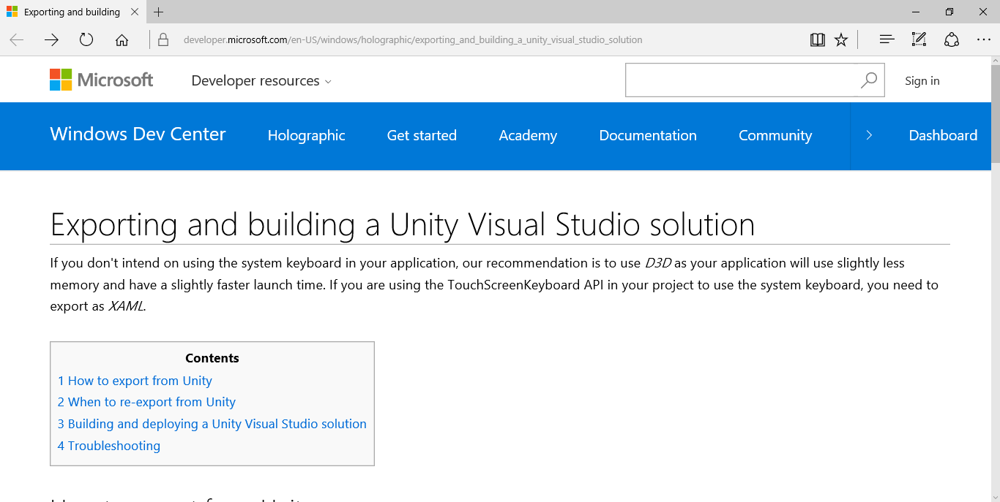 Exporting and building
developer.microsoft.com/en-US/windows/holographic/exporting_and_building_a_unity_visual_studio_solution
Microsoft
Developer resources
Sign in
Windows Dev Center
Holographic
Get started
Academy
Documentation
Community
Dashboard
Exporting and building a Unity Visual Studio solution
If you don't intend on using the system keyboard in your application, our recommendation is to use D3D as your application will use slightly less
memory and have a slightly faster launch time. If you are using the TouchScreenKeyboard API in your project to use the system keyboard, you need to
export as XAML.
Contents
1 How to export from Unity
2 When to re-export from Unity
3 Building and deploying a Unity Visual Studio solution
4 Troubleshooting